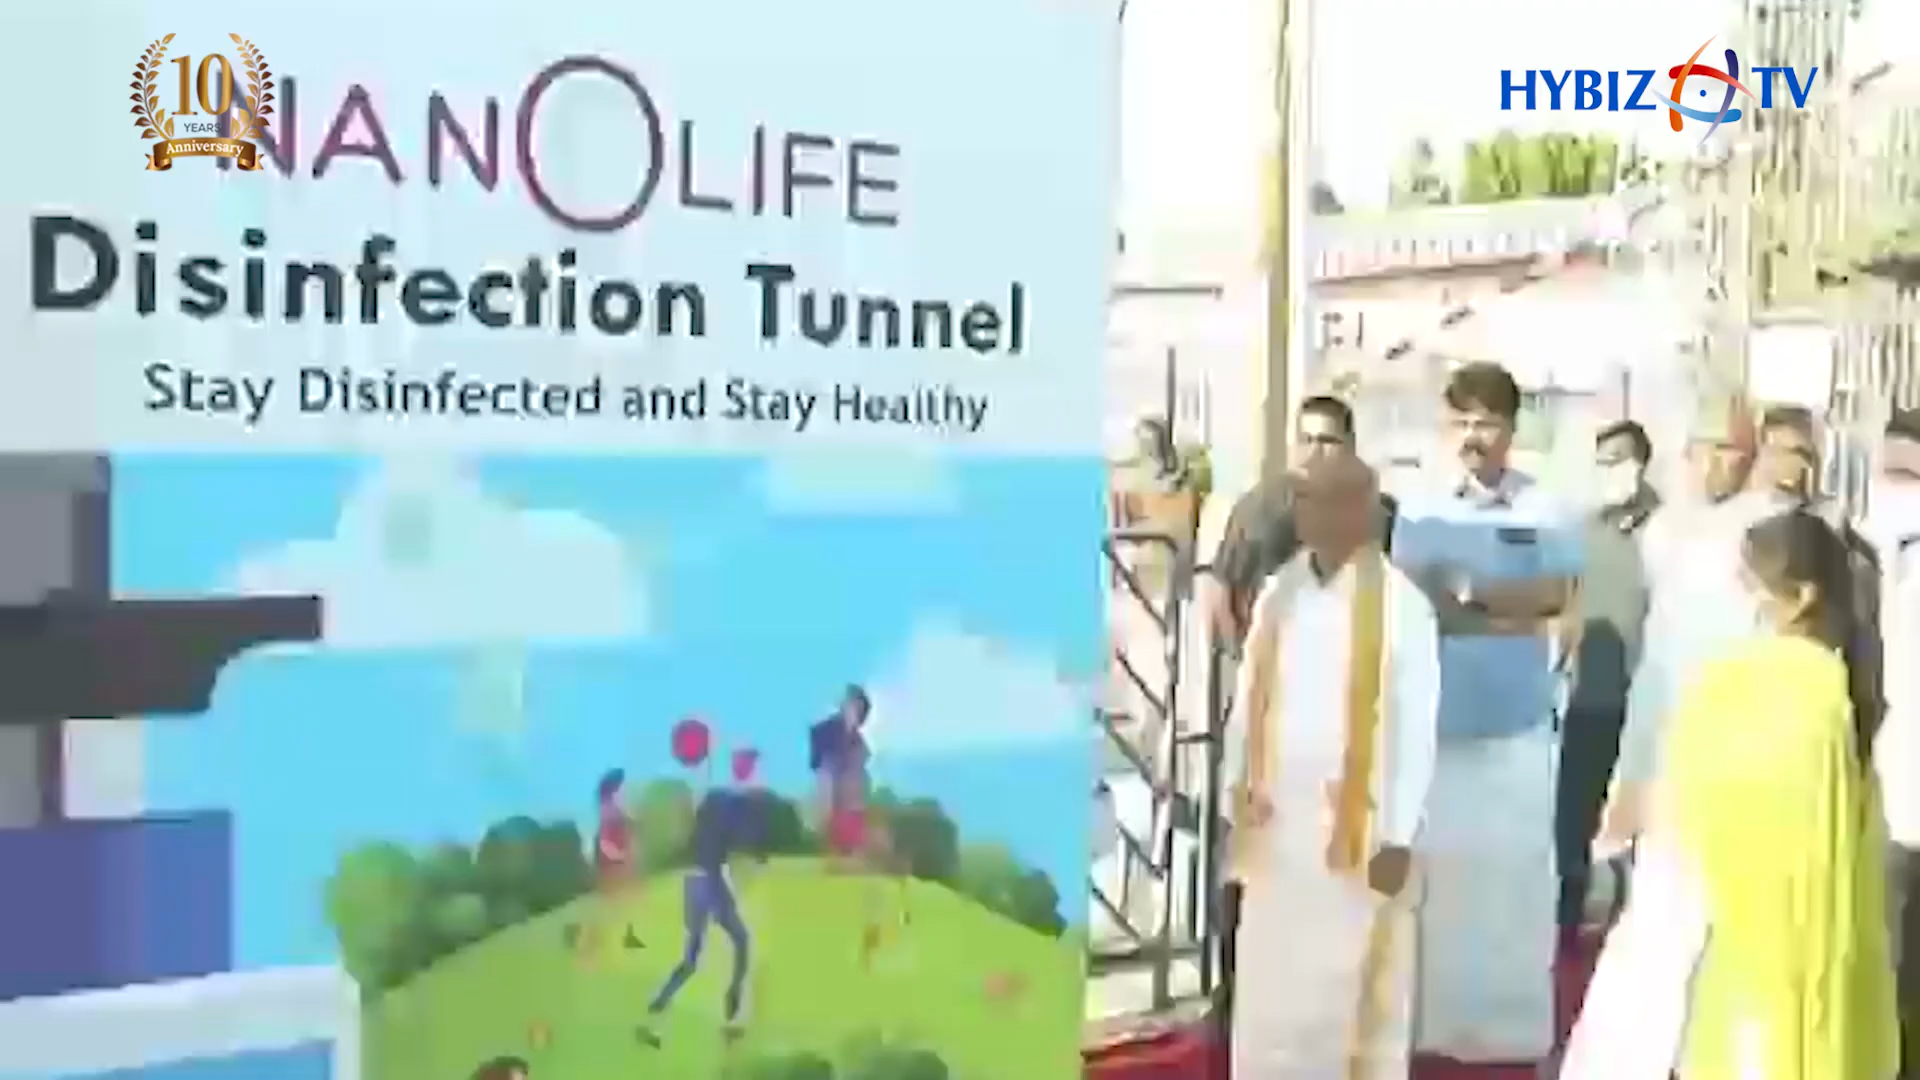 10
YEARS
Anniversary
HYBIZ TV
NANOLIFE
Disinfection Tunnel
Stay Disinfected and Stay Healthy